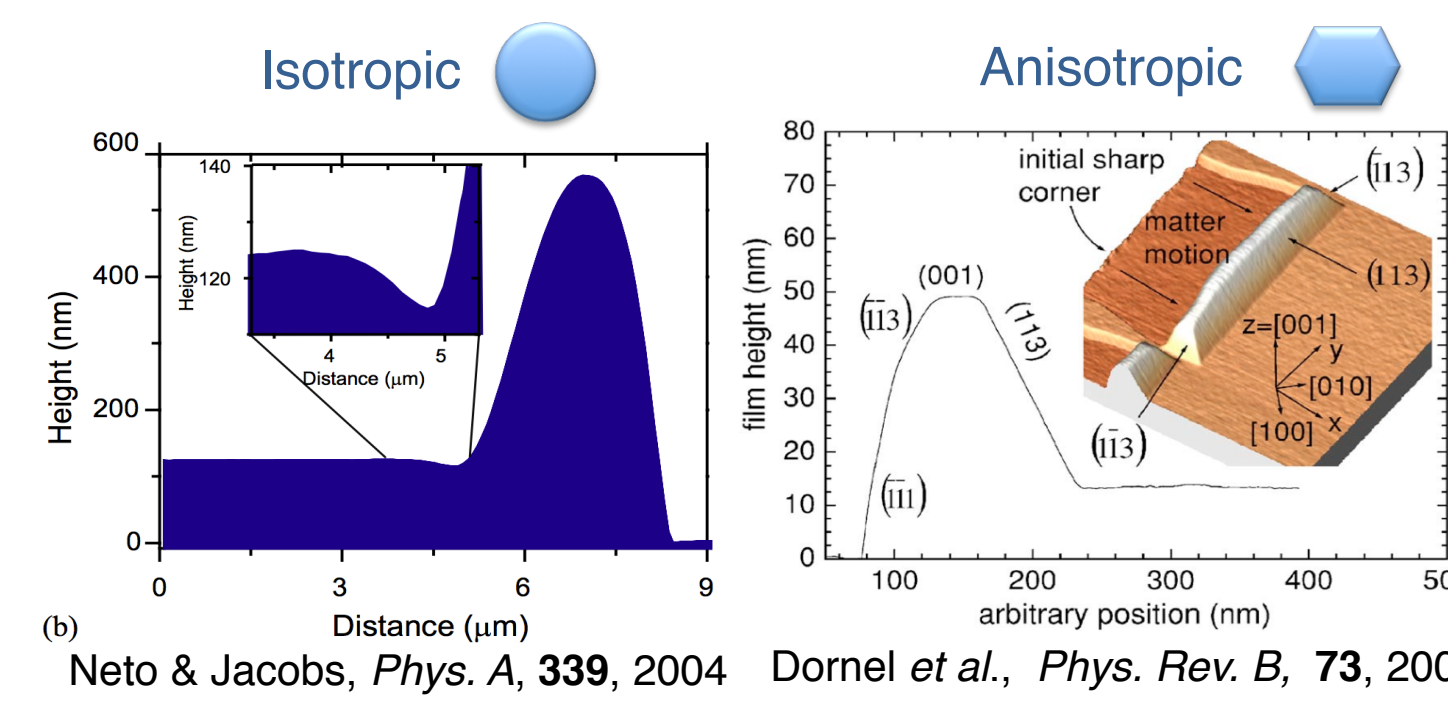 Isotropic
Anisotropic
600
400
200
0
Height (nm)
0
3
6
9
Distance (μm)
(b)
140
120
Height (nm)
4
5
Distance (μm)
Neto & Jacobs, Phys. A, 339, 2004
80
70
60
50
40
30
20
10
0
film height (nm)
100
200
300
400
50
arbitrary position (nm)
initial sharp
corner
matter
motion
(1̅13)
(113)
(001)
(1̅1̅3)
(113)
(1̅1̅1)
(11̅3)
z=[001]
y
[010]
x
[100]
Dornel et al., Phys. Rev. B, 73, 200